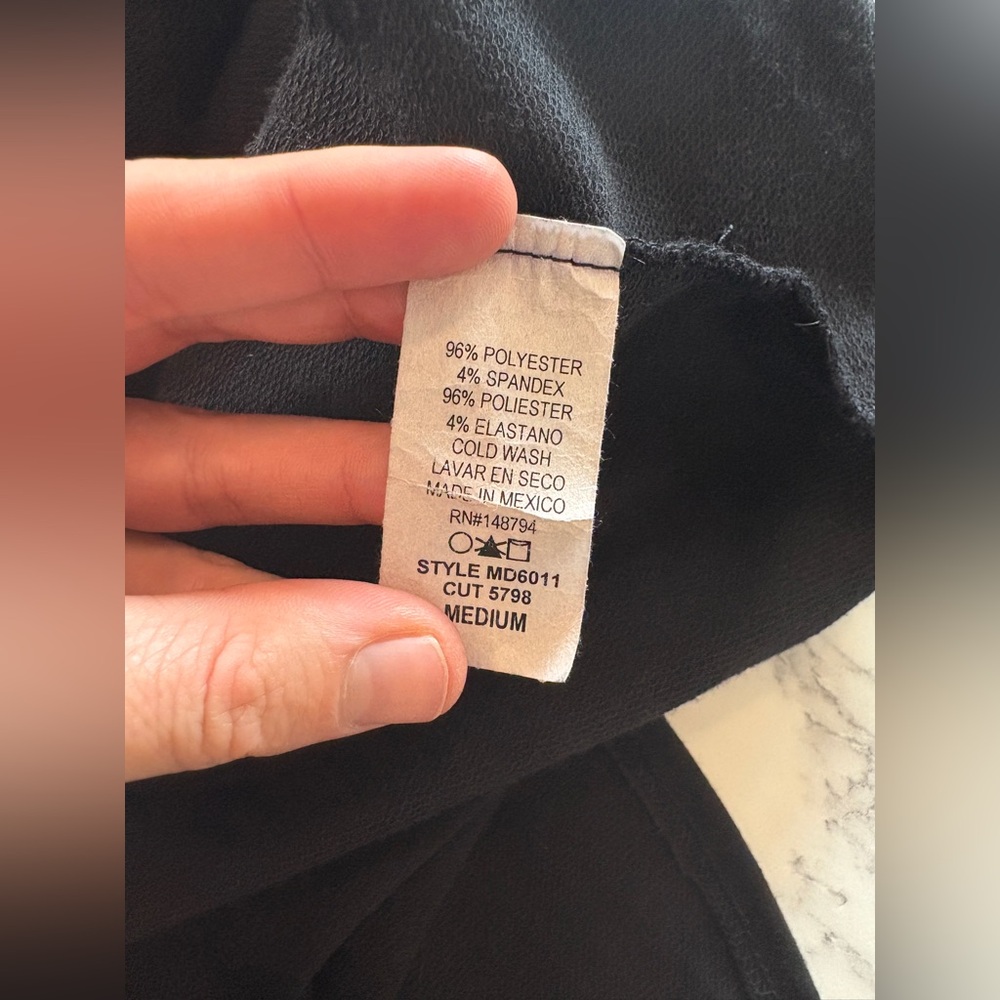 96% POLYESTER
4% SPANDEX
96% POLIESTER
4% ELASTANO
COLD WASH
LAVAR EN SECO
MADE IN MEXICO
RN#148794
STYLE MD6011
CUT 5798
MEDIUM